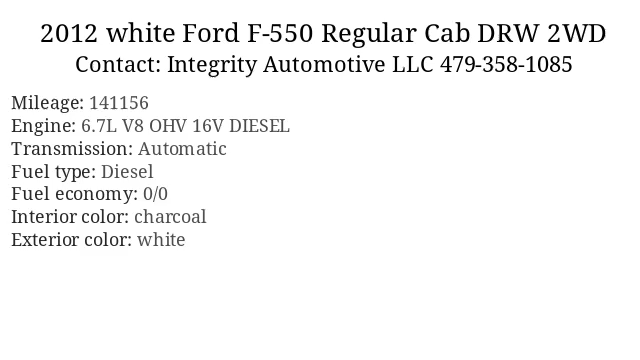 2012 white Ford F-550 Regular Cab DRW 2WD
Contact: Integrity Automotive LLC 479-358-1085
Mileage: 141156
Engine: 6.7L V8 OHV 16V DIESEL
Transmission: Automatic
Fuel type: Diesel
Fuel economy: 0/0
Interior color: charcoal
Exterior color: white